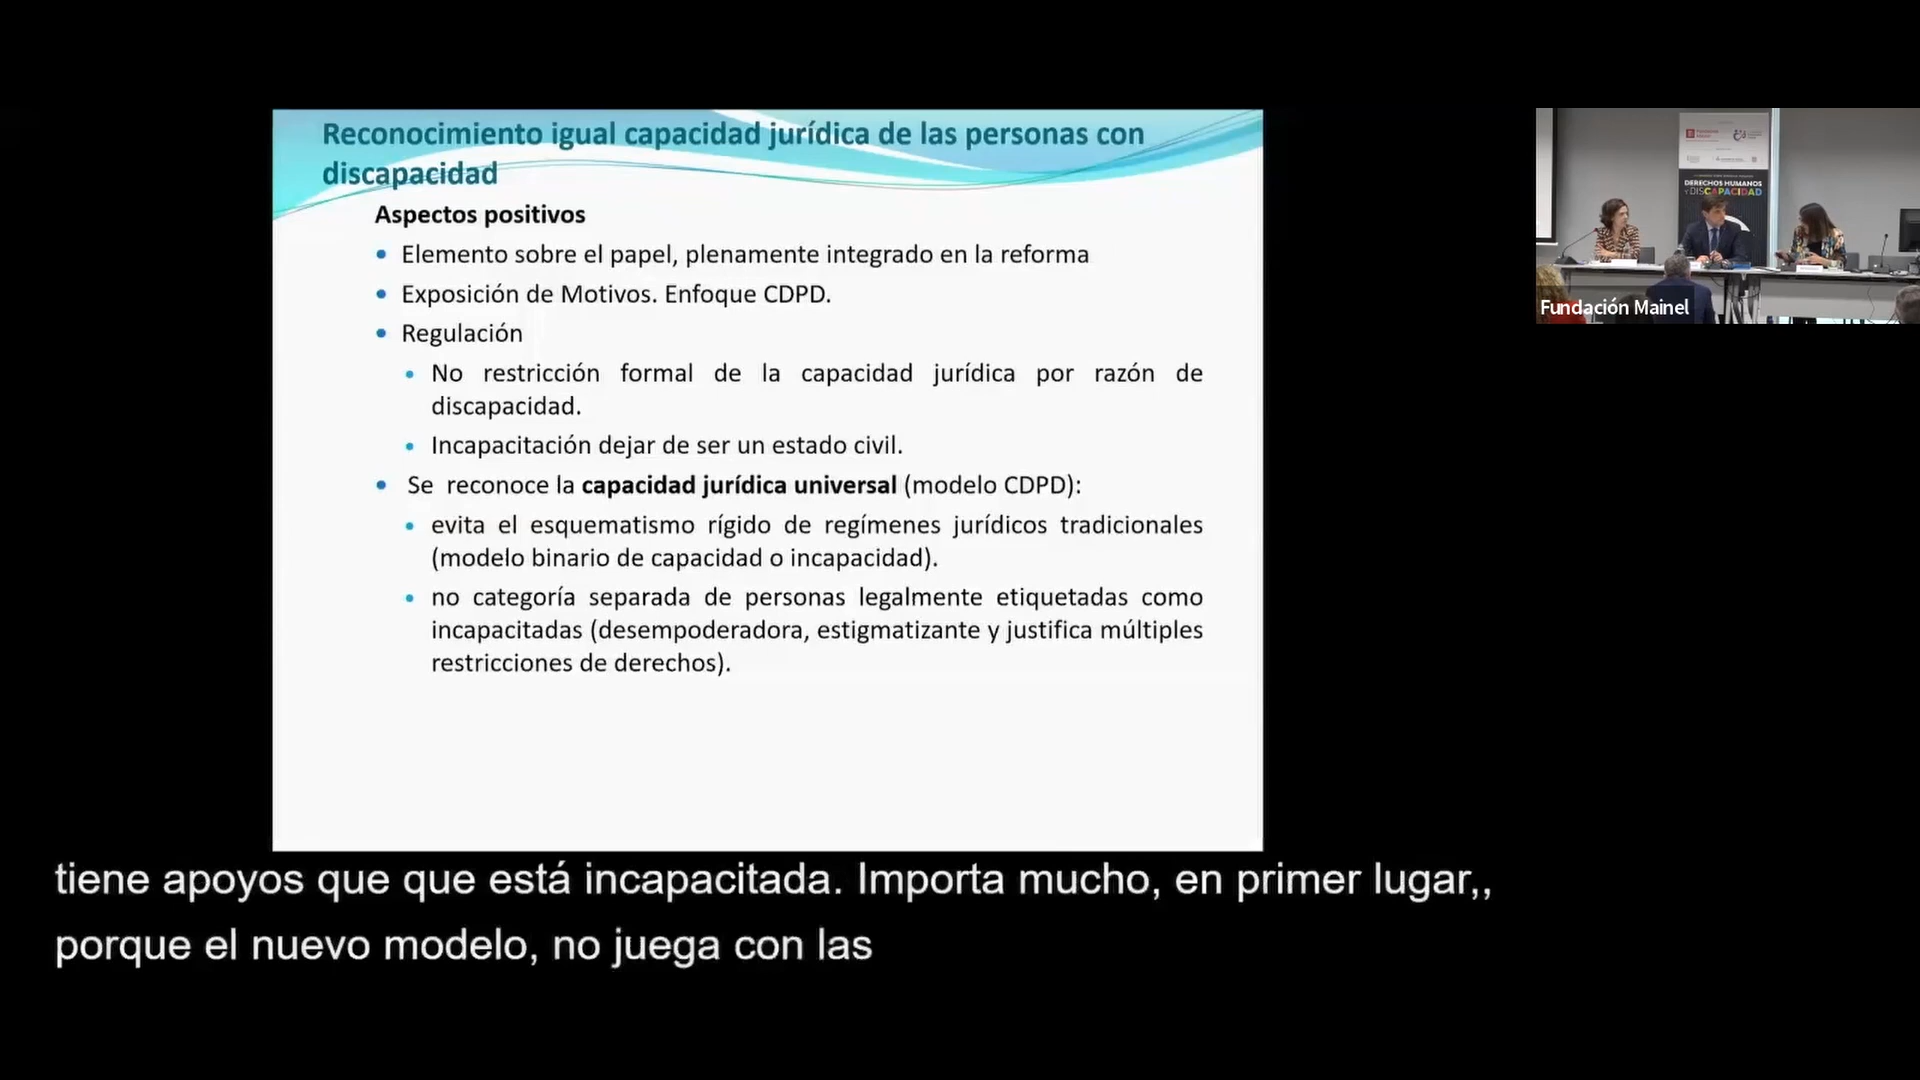 Reconocimiento igual capacidad jurídica de las personas con
discapacidad
Aspectos positivos
Elemento sobre el papel, plenamente integrado en la reforma
Exposición de Motivos. Enfoque CDPD.
Regulación
No restricción formal de la capacidad jurídica por razón de
discapacidad.
Incapacitación dejar de ser un estado civil.
Se reconoce la capacidad jurídica universal (modelo CDPD):
evita el esquematismo rígido de regímenes jurídicos tradicionales
(modelo binario de capacidad o incapacidad).
no categoría separada de personas legalmente etiquetadas como
incapacitadas (desempoderadora, estigmatizante y justifica múltiples
restricciones de derechos).
DERECHOS HUMANOS
Y DISCAPACIDAD
Fundación Mainel
tiene apoyos que que está incapacitada. Importa mucho, en primer lugar,,
porque el nuevo modelo, no juega con las